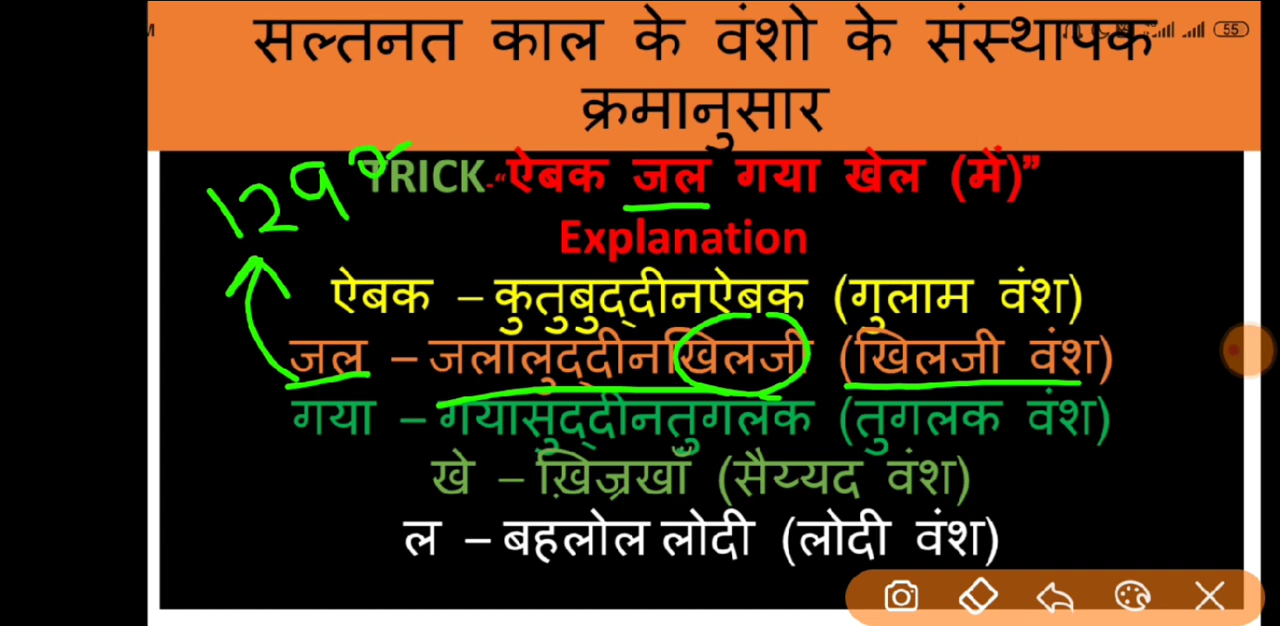 सल्तनत काल के वंशो के संस्थापक
55
क्रमानुसार
TRICK-“ऐबक जल गया खेल (में)”
Explanation
ऐबक – कुतुबुद्दीनऐबक (गुलाम वंश)
जल – जलालुद्दीनखिलजी (खिलजी वंश)
गया – गयासुद्दीनतुगलक (तुगलक वंश)
खे – ख़िज्रखाँ (सैय्यद वंश)
ल – बहलोल लोदी (लोदी वंश)